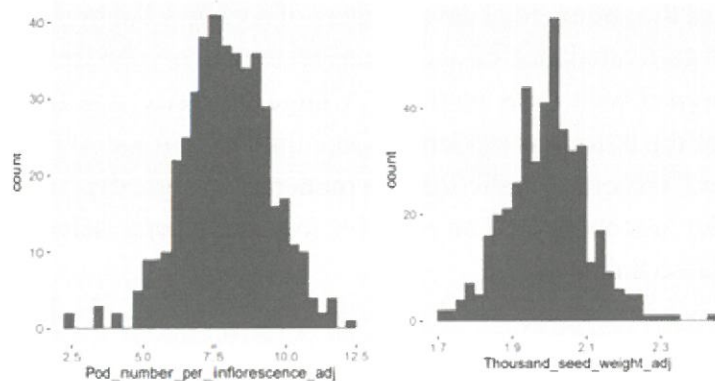 40
30
20
10
0
count
2.5 5.0 7.5 10.0 12.5
Pod_number_per_inflorescence_adj
40
20
0
count
1.7 1.9 2.1 2.3
Thousand_seed_weight_adj